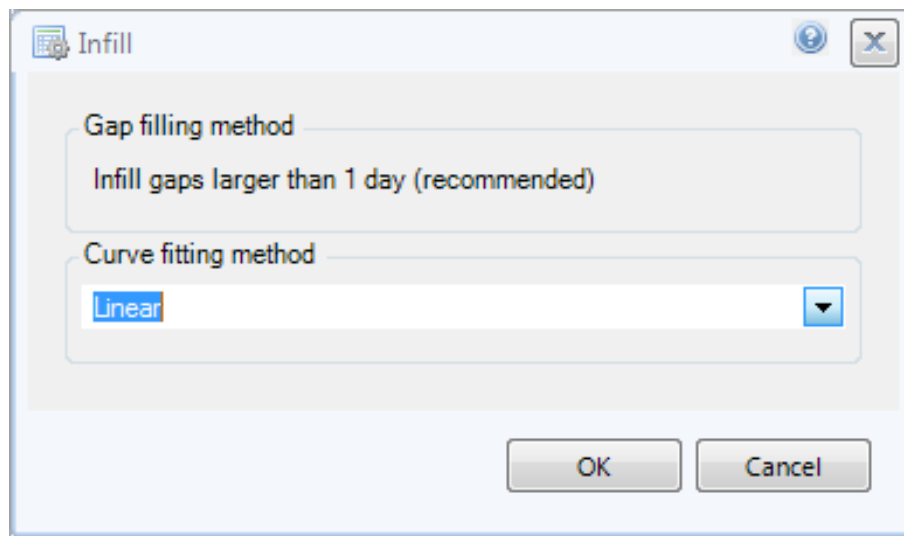 Infill
Gap filling method
Infill gaps larger than 1 day (recommended)
Curve fitting method
Linear
OK
Cancel